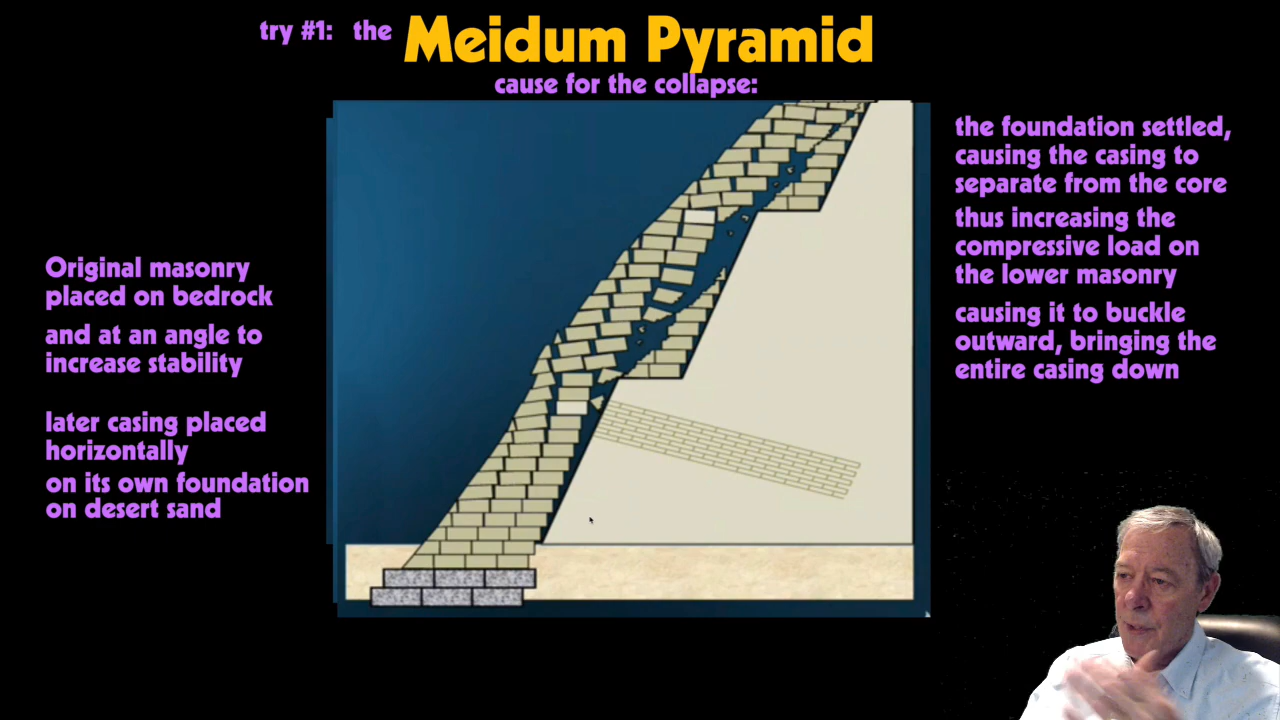 try #1: the Meidum Pyramid
cause for the collapse:
Original masonry
placed on bedrock
and at an angle to
increase stability
later casing placed
horizontally
on its own foundation
on desert sand
the foundation settled,
causing the casing to
separate from the core
thus increasing the
compressive load on
the lower masonry
causing it to buckle
outward, bringing the
entire casing down